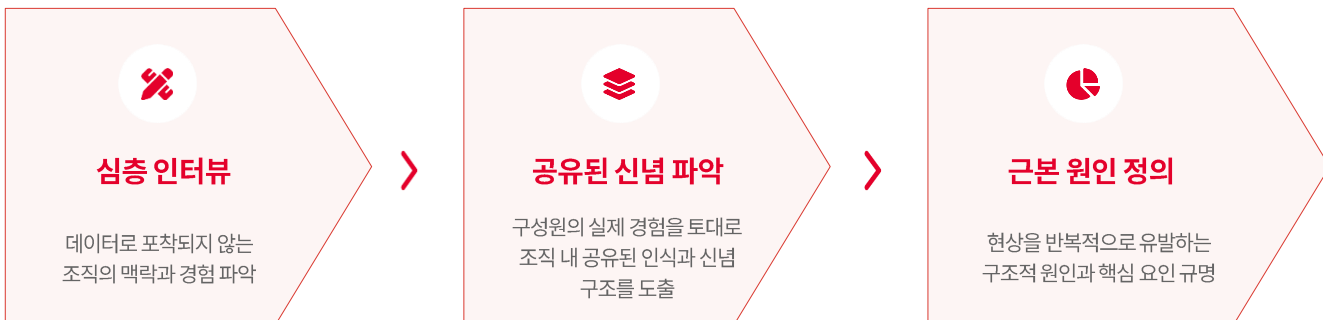 심층 인터뷰
데이터로 포착되지 않는
조직의 맥락과 경험 파악
공유된 신념 파악
구성원의 실제 경험을 토대로
조직 내 공유된 인식과 신념
구조를 도출
근본 원인 정의
현상을 반복적으로 유발하는
구조적 원인과 핵심 요인 규명